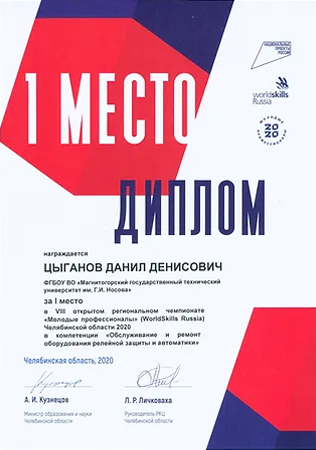 НАЦИОНАЛЬНЫЕ
ПРОЕКТЫ
РОССИИ
worldskills
Russia
1 МЕСТО
МОЛОДЫЕ
2020
ПРОФЕССИОНАЛЫ
ДИПЛОМ
награждается
ЦЫГАНОВ ДАНИЛ ДЕНИСОВИЧ
ФГБОУ ВО «Магнитогорский государственный технический
университет им. Г.И. Носова»
за I место
в VIII открытом региональном чемпионате
«Молодые профессионалы» (WorldSkills Russia)
Челябинской области 2020
в компетенции «Обслуживание и ремонт
оборудования релейной защиты и автоматики»
Челябинская область, 2020
А. И. Кузнецов
Л. Р. Личковаха
Министр образования и науки
Челябинской области
Руководитель РКЦ
Челябинской области